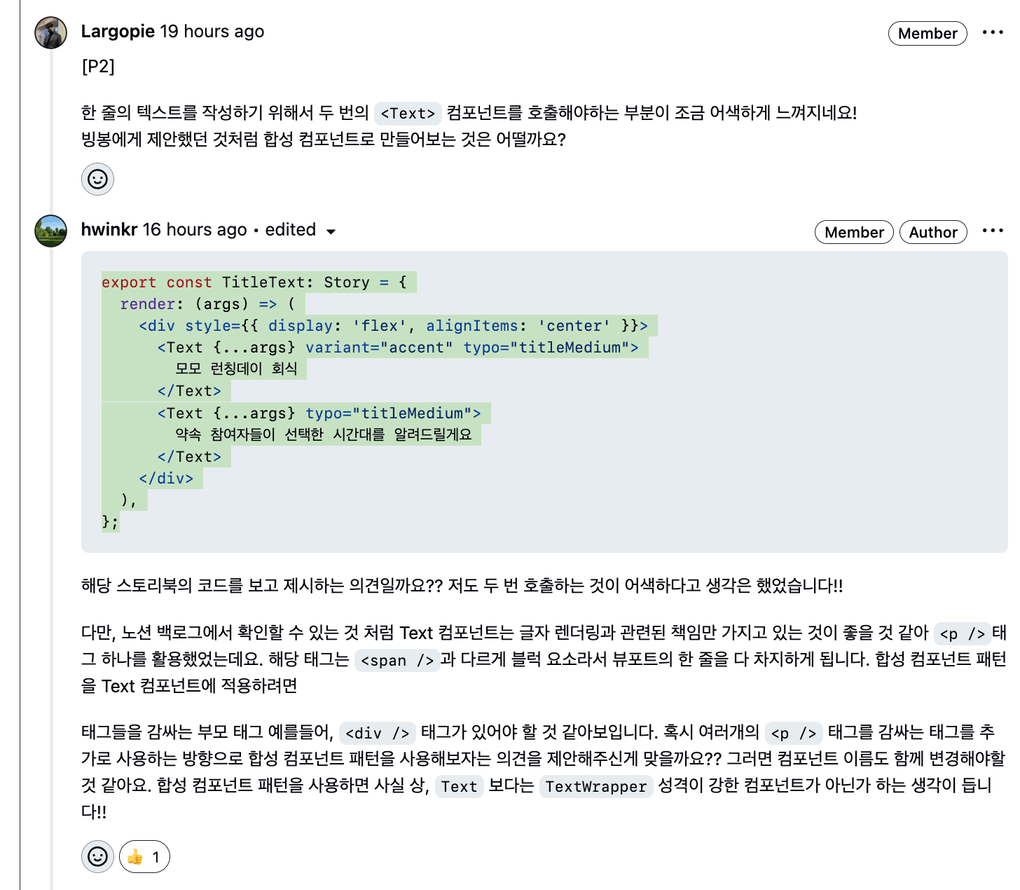 Largopie 19 hours ago Member ...
[P2]
한 줄의 텍스트를 작성하기 위해서 두 번의 <Text> 컴포넌트를 호출해야하는 부분이 조금 어색하게 느껴지네요!
빙봉에게 제안했던 것처럼 합성 컴포넌트로 만들어보는 것은 어떨까요?
hwinkr 16 hours ago • edited Member Author ...
export const TitleText: Story = {
  render: (args) => (
    <div style={{ display: 'flex', alignItems: 'center' }}>
      <Text {...args} variant="accent" typo="titleMedium">
        모모 런칭데이 회식
      </Text>
      <Text {...args} typo="titleMedium">
        약속 참여자들이 선택한 시간대를 알려드릴게요
      </Text>
    </div>
  ),
};
해당 스토리북의 코드를 보고 제시하는 의견일까요?? 저도 두 번 호출하는 것이 어색하다고 생각은 했었습니다!!
다만, 노션 백로그에서 확인할 수 있는 것 처럼 Text 컴포넌트는 글자 렌더링과 관련된 책임만 가지고 있는 것이 좋을 것 같아 <p /> 태
그 하나를 활용했었는데요. 해당 태그는 <span /> 과 다르게 블럭 요소라서 뷰포트의 한 줄을 다 차지하게 됩니다. 합성 컴포넌트 패턴
을 Text 컴포넌트에 적용하려면
태그들을 감싸는 부모 태그 예를들어, <div /> 태그가 있어야 할 것 같아보입니다. 혹시 여러개의 <p /> 태그를 감싸는 태그를 추
가로 사용하는 방향으로 합성 컴포넌트 패턴을 사용해보자는 의견을 제안해주신게 맞을까요?? 그러면 컴포넌트 이름도 함께 변경해야할
것 같아요. 합성 컴포넌트 패턴을 사용하면 사실 상, Text 보다는 TextWrapper 성격이 강한 컴포넌트가 아닌가 하는 생각이 듭니
다!!
👍 1